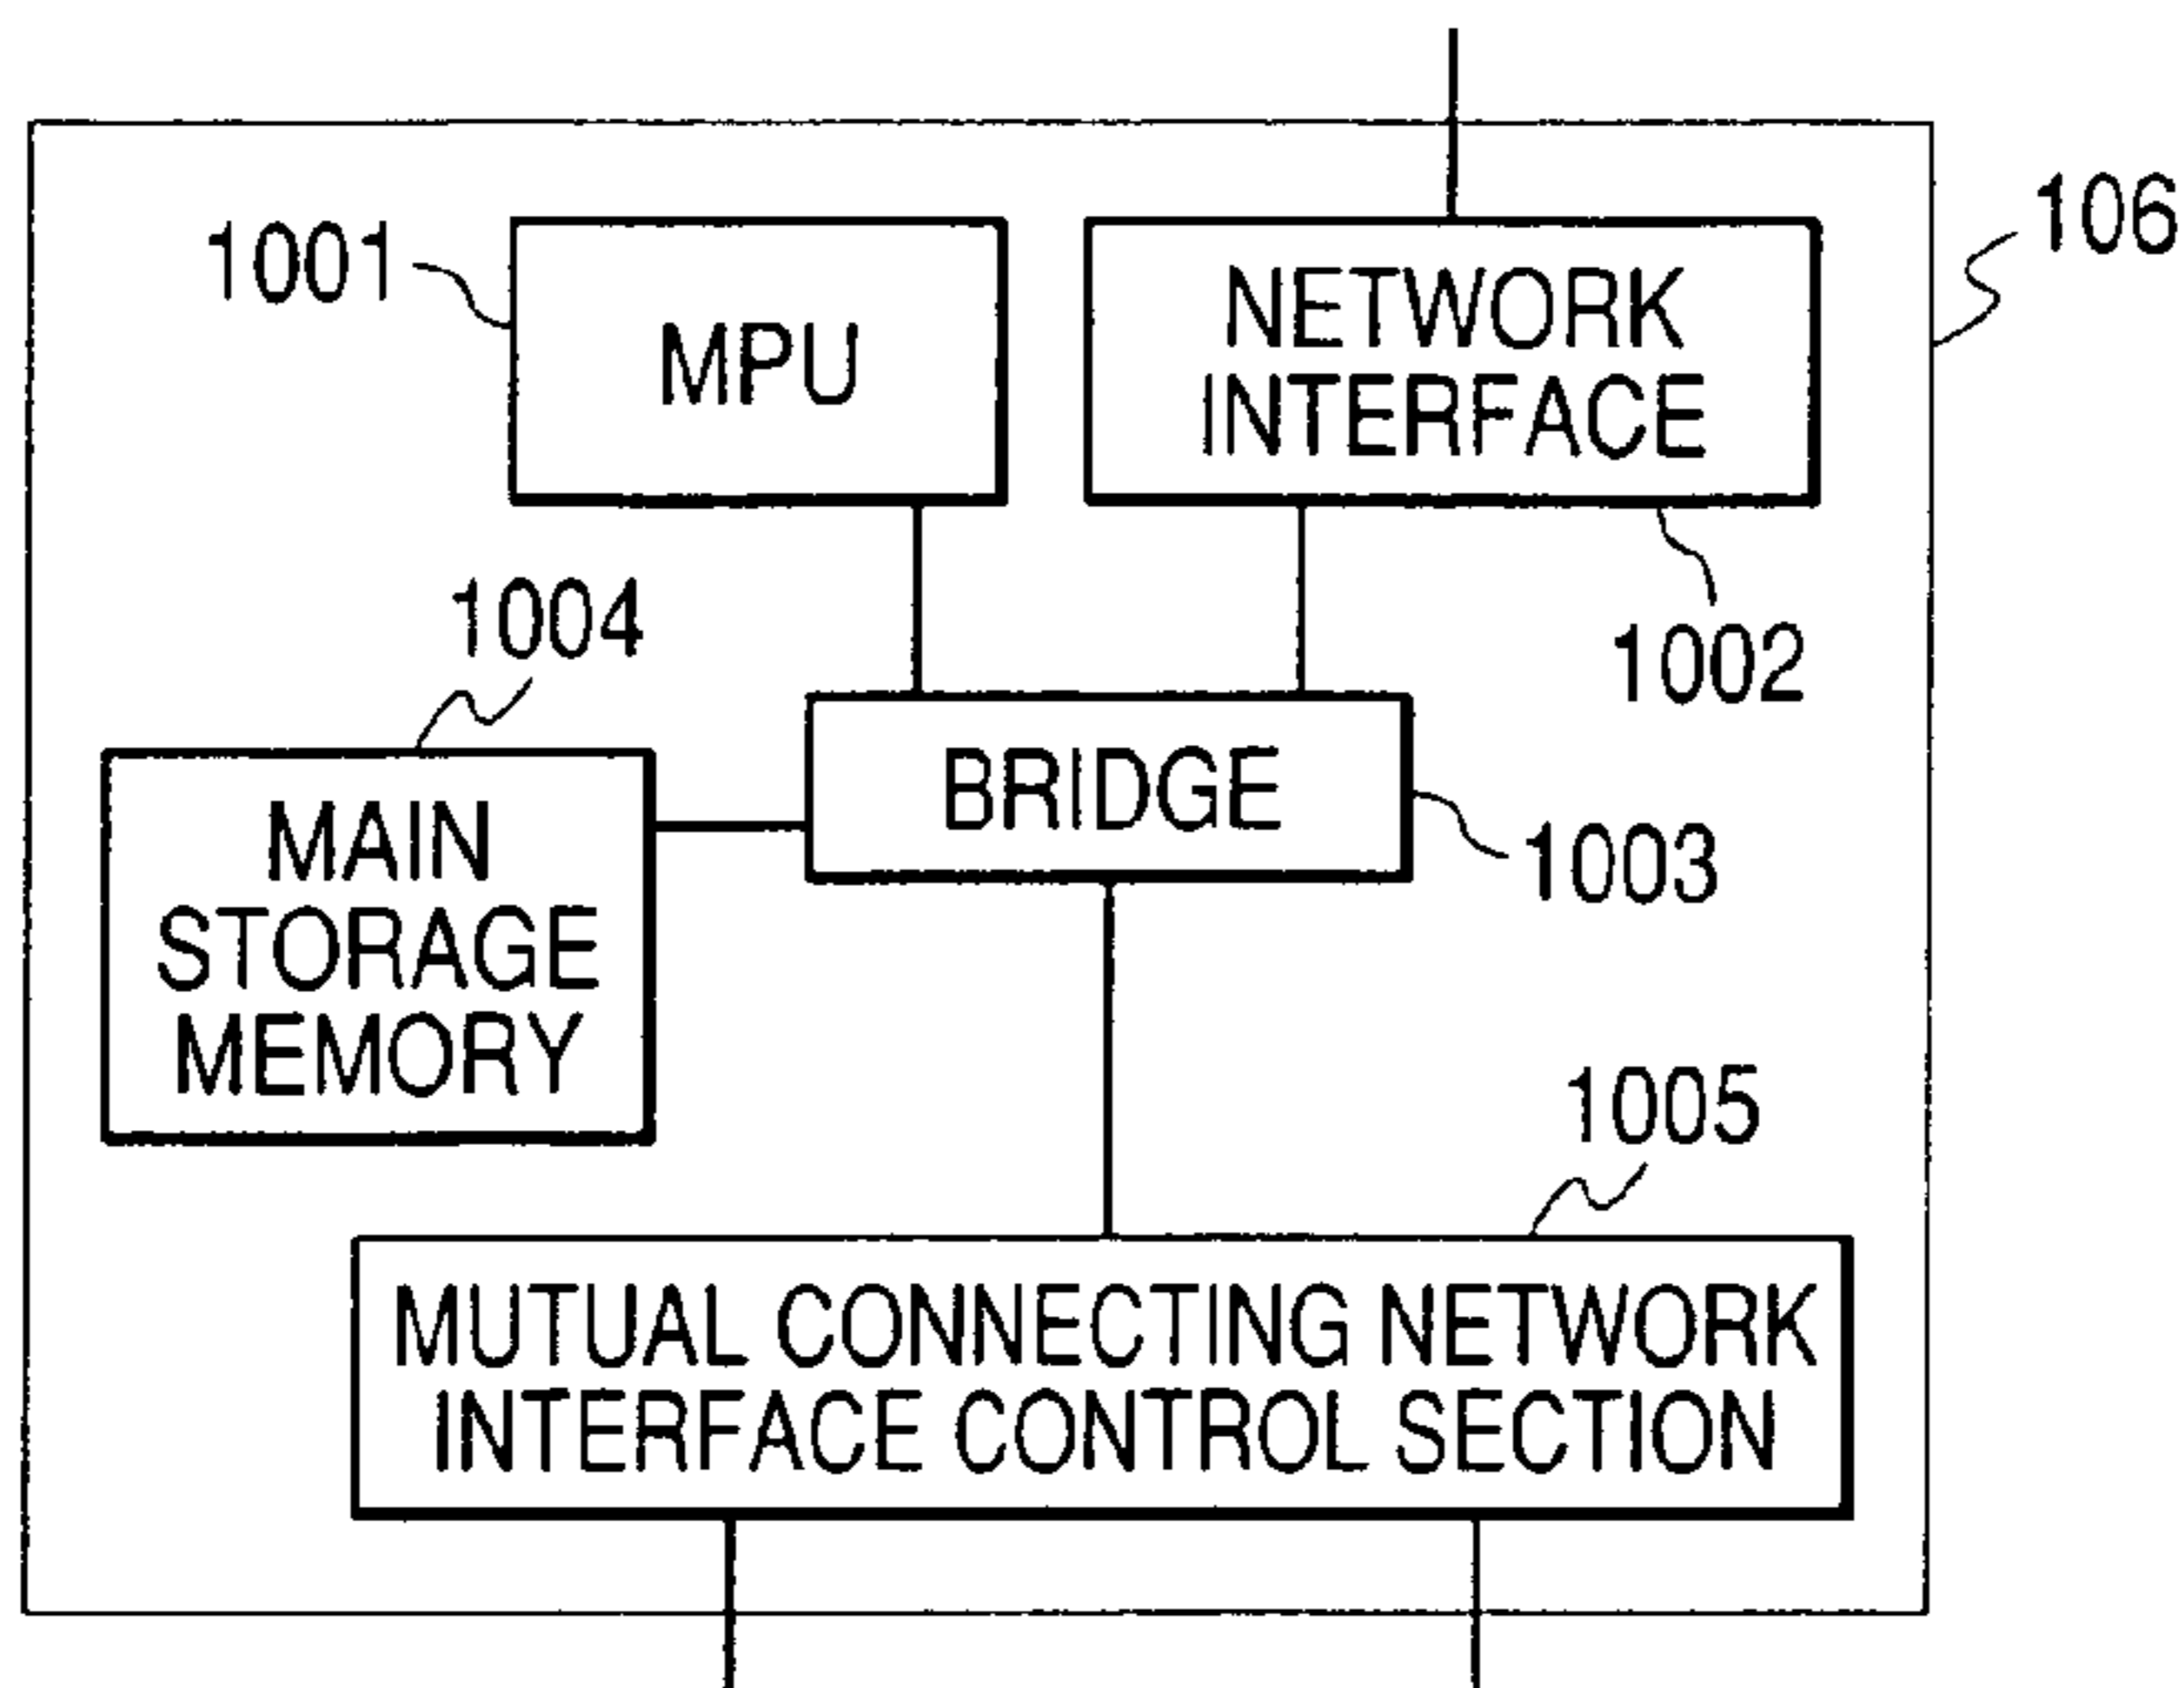 106
1001
MPU
NETWORK
INTERFACE
1002
1004
BRIDGE
1003
MAIN
STORAGE
MEMORY
1005
MUTUAL CONNECTING NETWORK
INTERFACE CONTROL SECTION